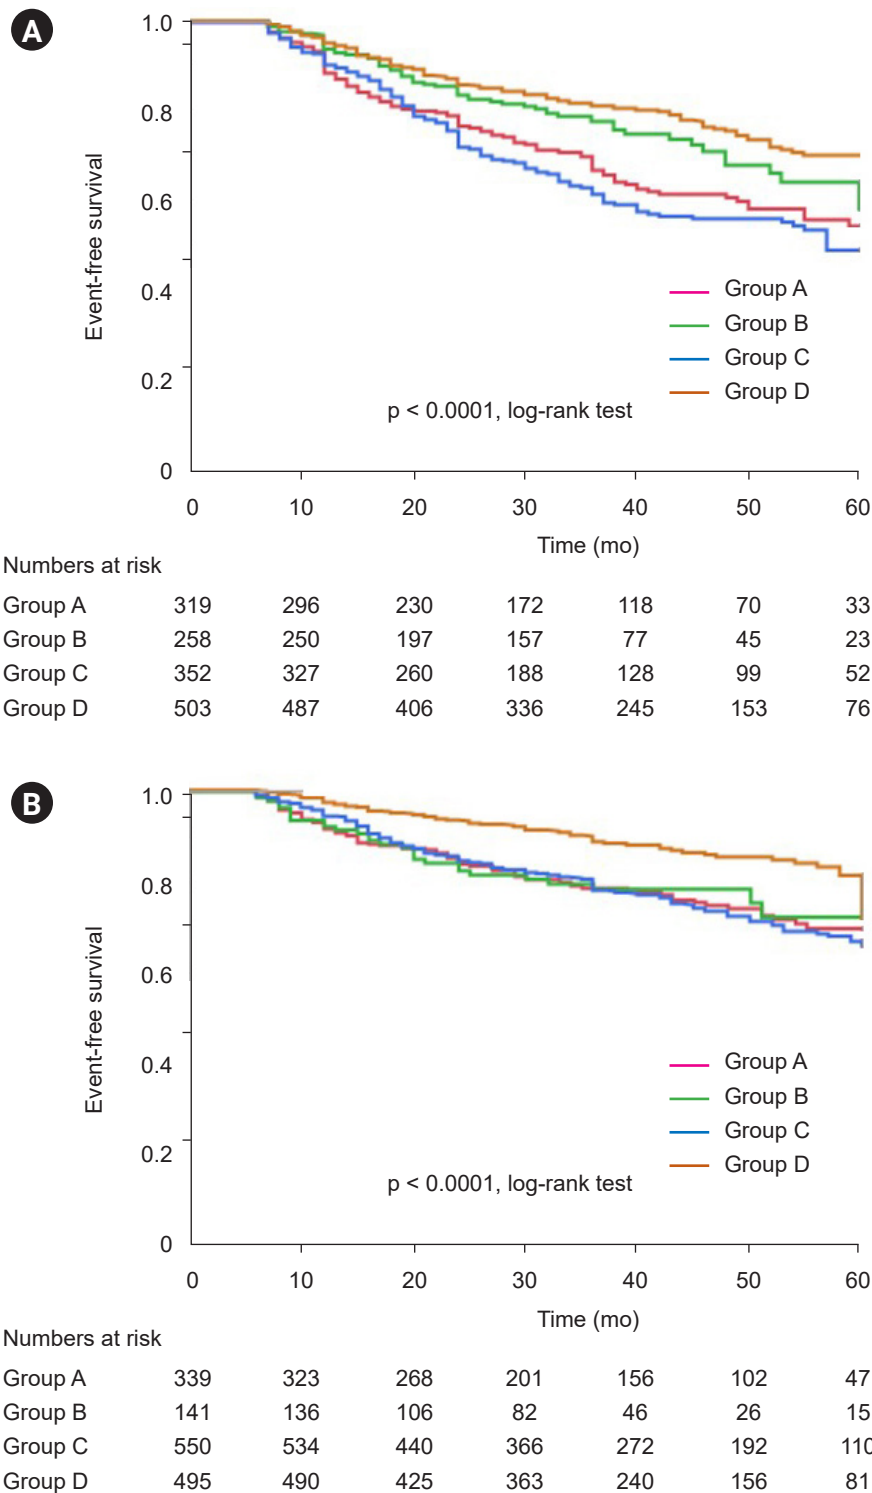 A
Event-free survival
1.0
0.8
0.6
0.4
0.2
0
Group A
Group B
Group C
Group D
p < 0.0001, log-rank test
0 10 20 30 40 50 60
Time (mo)
Numbers at risk
Group A 319 296 230 172 118 70 33
Group B 258 250 197 157 77 45 23
Group C 352 327 260 188 128 99 52
Group D 503 487 406 336 245 153 76
B
Event-free survival
1.0
0.8
0.6
0.4
0.2
0
Group A
Group B
Group C
Group D
p < 0.0001, log-rank test
0 10 20 30 40 50 60
Time (mo)
Numbers at risk
Group A 339 323 268 201 156 102 47
Group B 141 136 106 82 46 26 15
Group C 550 534 440 366 272 192 110
Group D 495 490 425 363 240 156 81